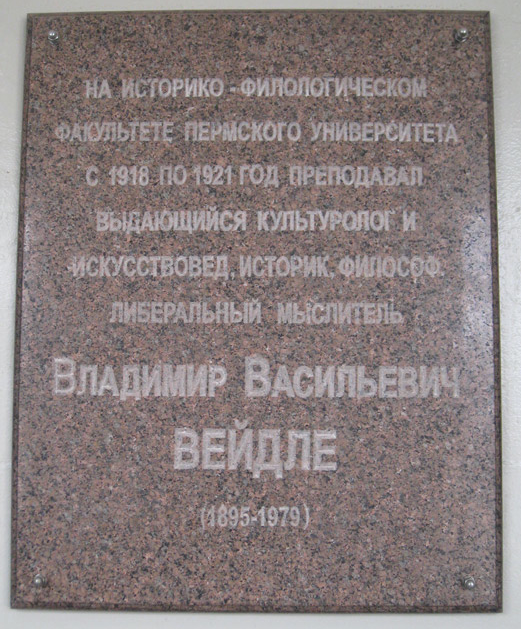 НА ИСТОРИКО - ФИЛОЛОГИЧЕСКОМ
ФАКУЛЬТЕТЕ ПЕРМСКОГО УНИВЕРСИТЕТА
С 1918 ПО 1921 ГОД ПРЕПОДАВАЛ
ВЫДАЮЩИЙСЯ КУЛЬТУРОЛОГ И
ИСКУССТВОВЕД, ИСТОРИК, ФИЛОСОФ,
ЛИБЕРАЛЬНЫЙ МЫСЛИТЕЛЬ
ВЛАДИМИР ВАСИЛЬЕВИЧ
ВЕЙДЛЕ
(1895-1979)